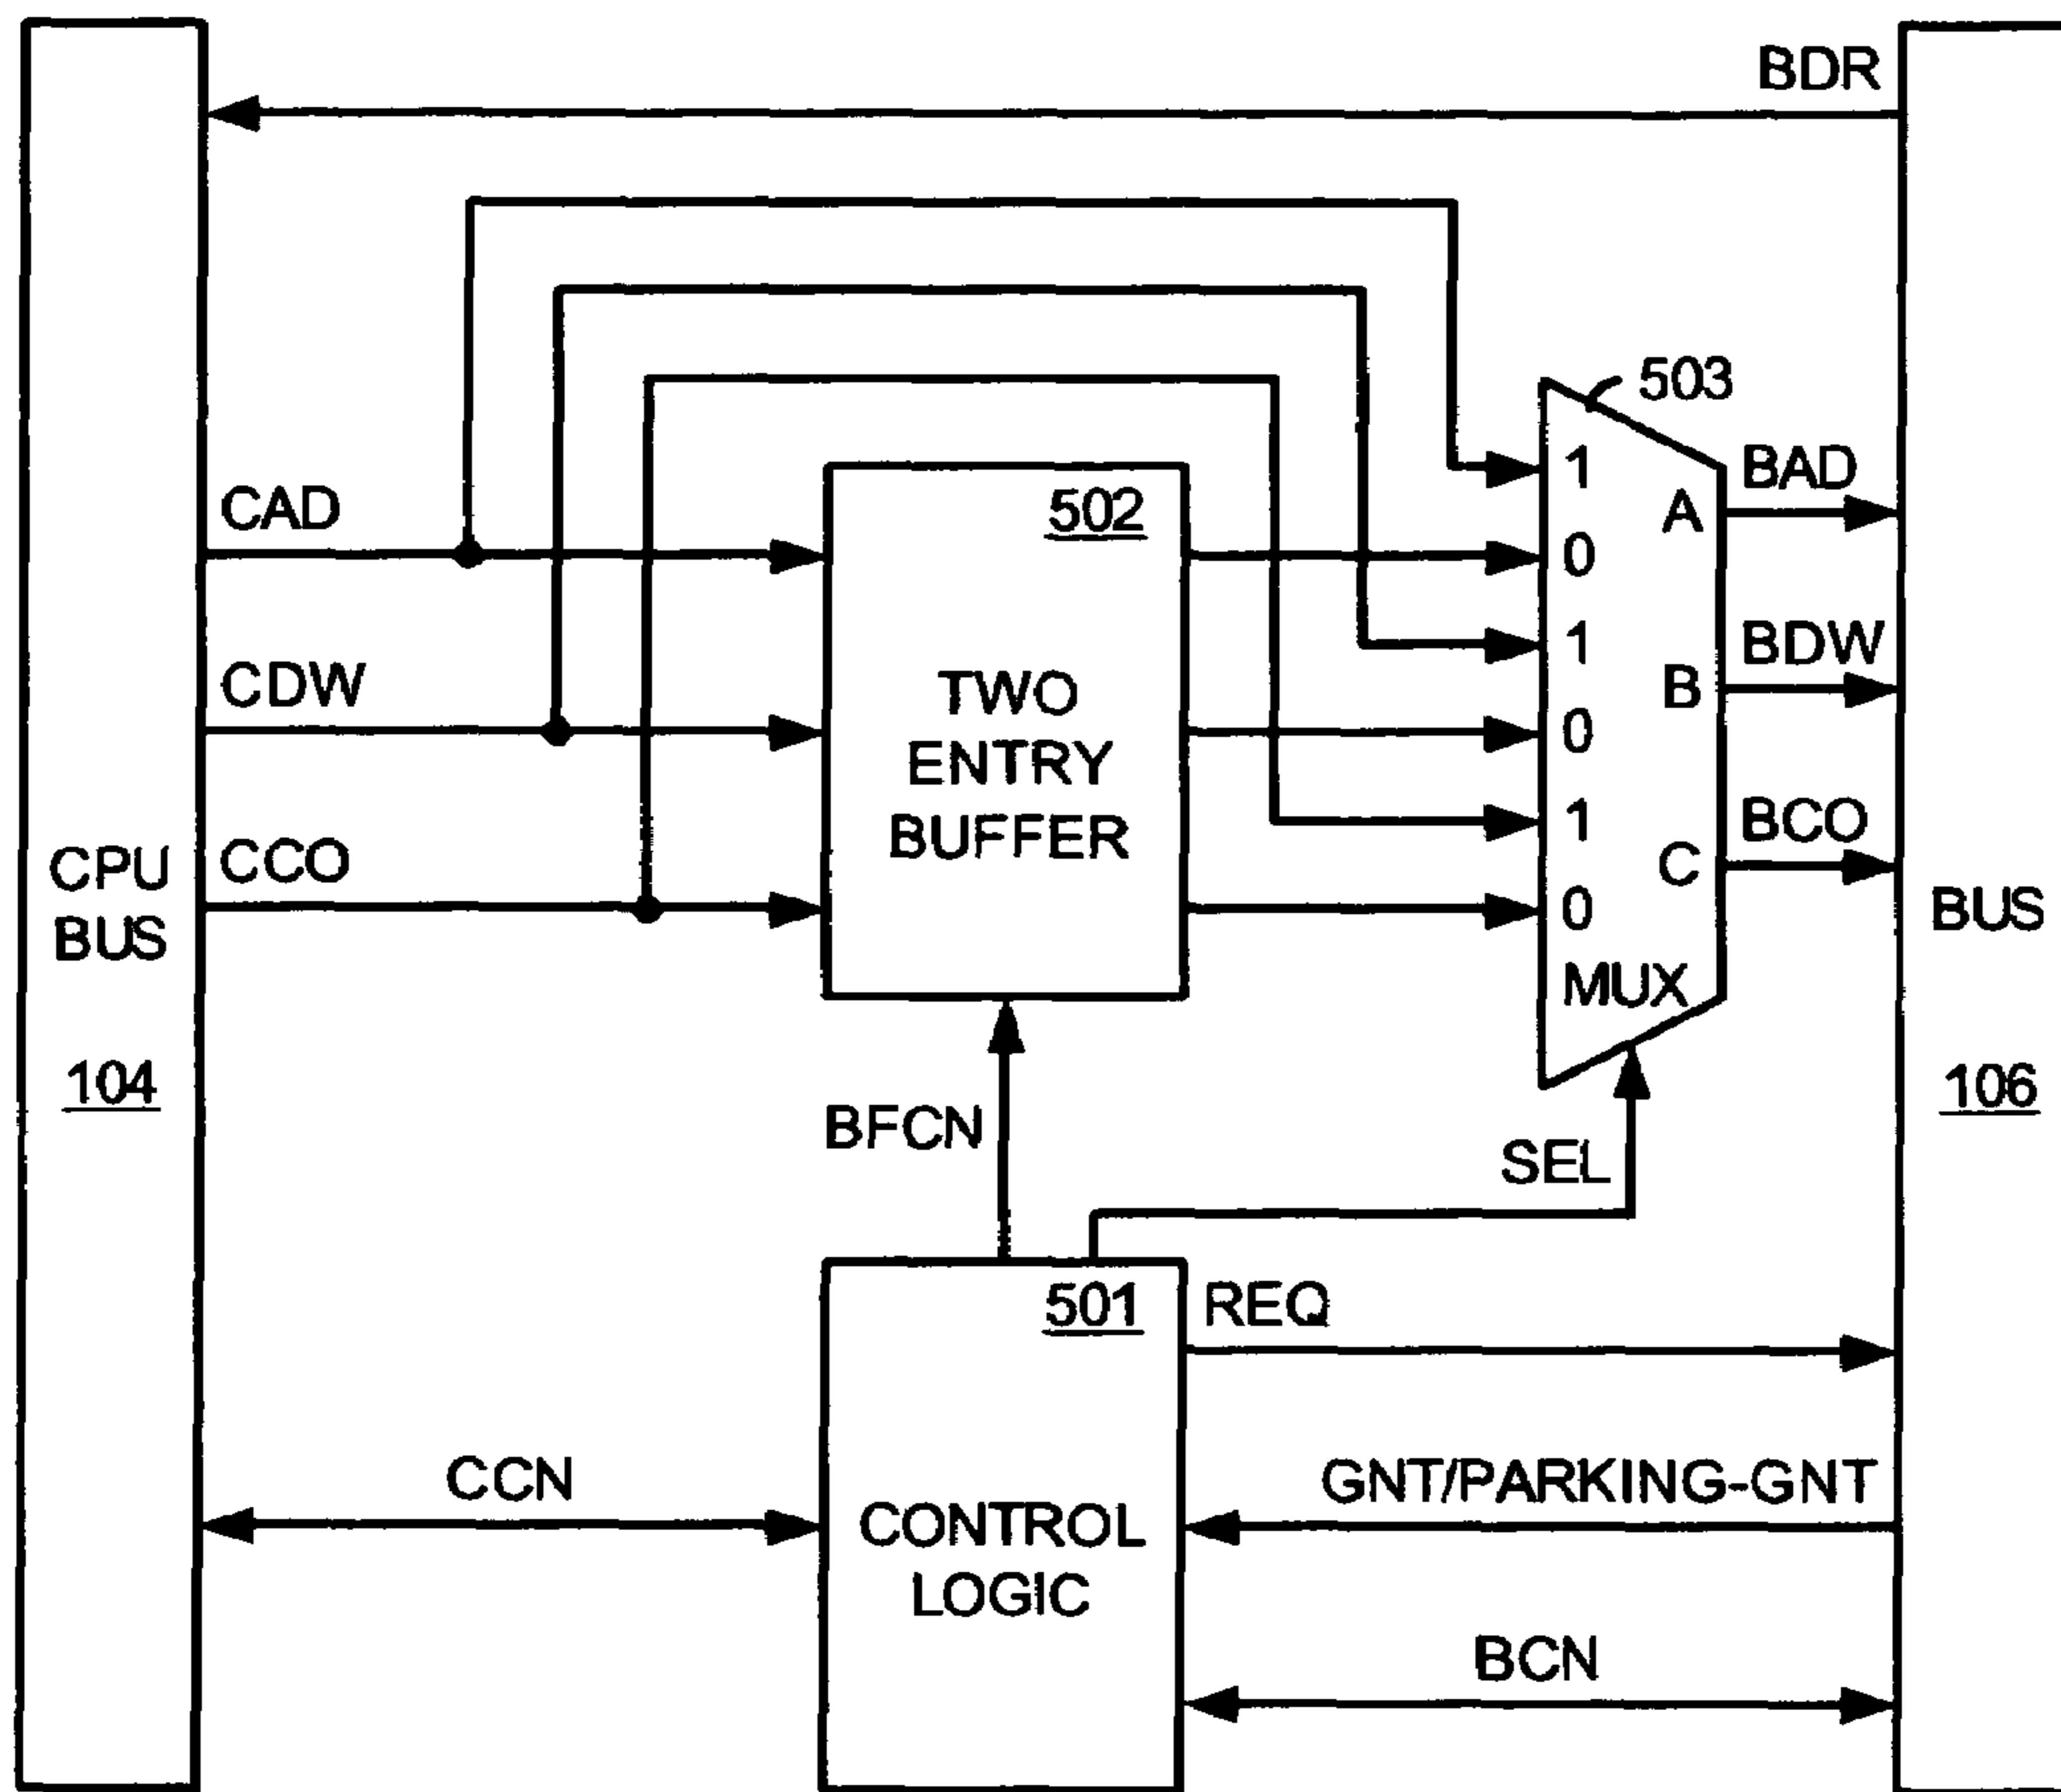 BDR
503
CAD
502
1
A
BAD
0
CDW
TWO
ENTRY
BUFFER
1
B
BDW
0
CPU
BUS
CCO
1
C
BCO
0
BUS
MUX
104
106
BFCN
SEL
501
REQ
CCN
CONTROL
LOGIC
GNT/PARKING-GNT
BCN